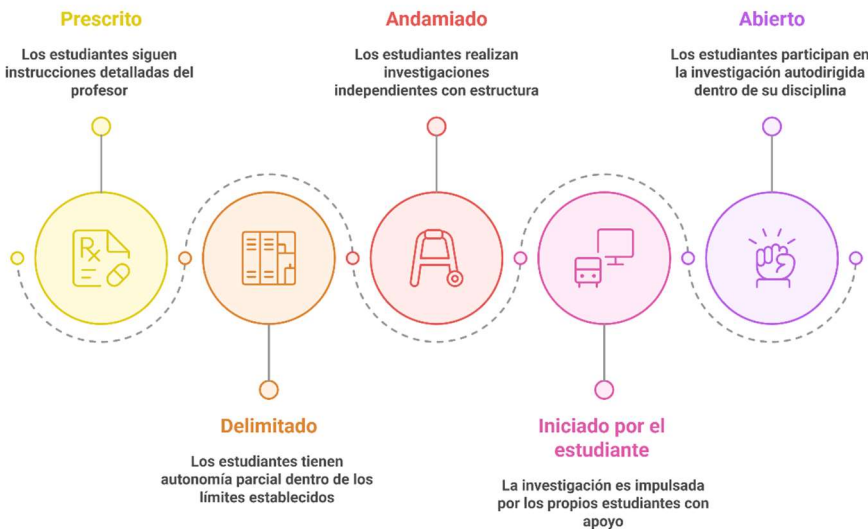 Prescrito
Los estudiantes siguen
instrucciones detalladas del
profesor
Andamiado
Los estudiantes realizan
investigaciones
independientes con estructura
Abierto
Los estudiantes participan en
la investigación autodirigida
dentro de su disciplina
Rx
Delimitado
Los estudiantes tienen
autonomía parcial dentro de los
límites establecidos
Iniciado por el
estudiante
La investigación es impulsada
por los propios estudiantes con
apoyo